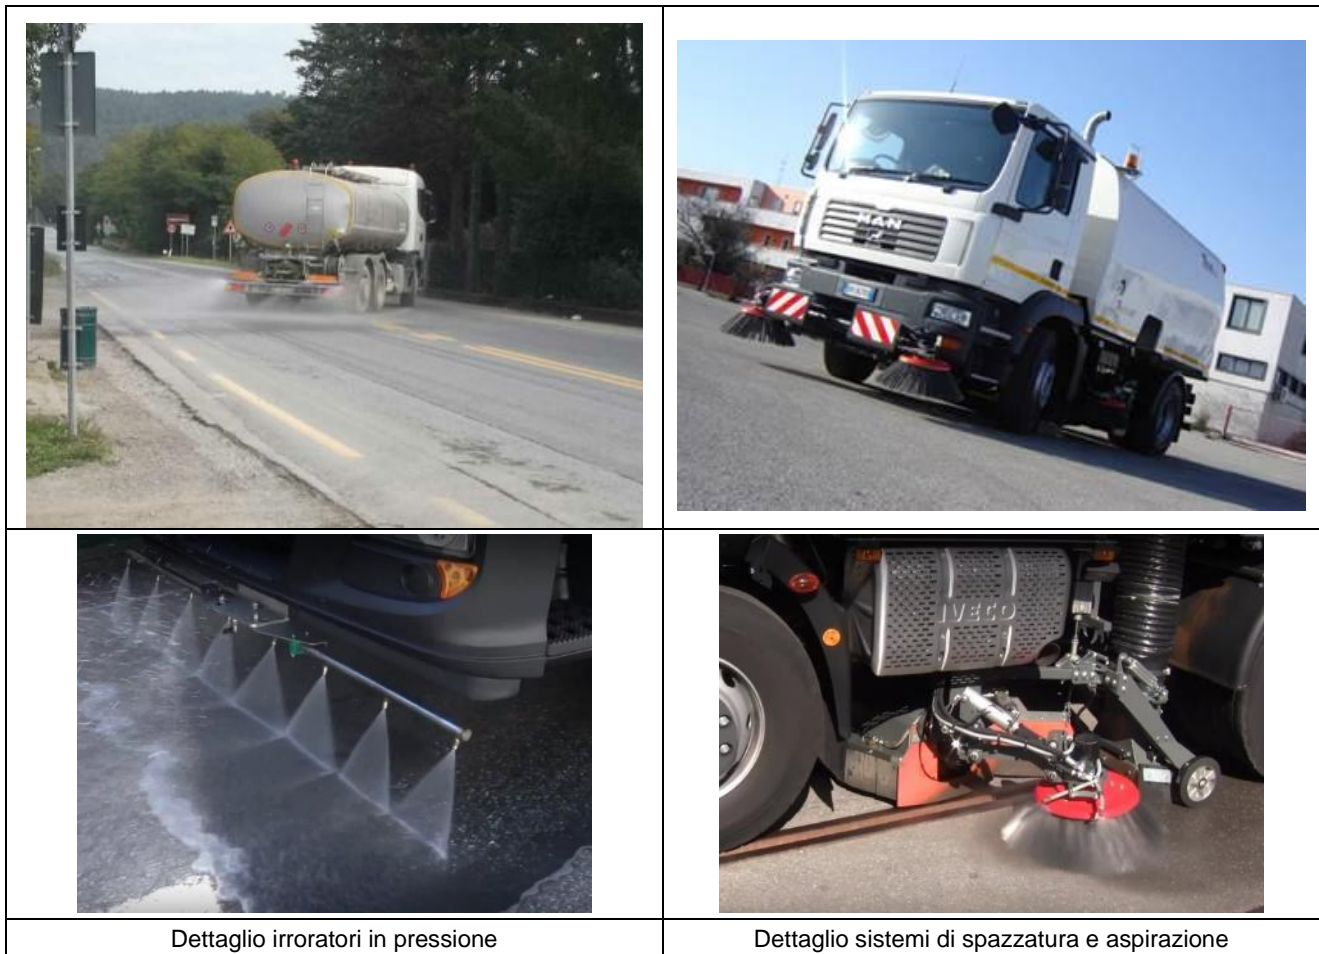 MAN
IVECO
Dettaglio irroratori in pressione
Dettaglio sistemi di spazzatura e aspirazione